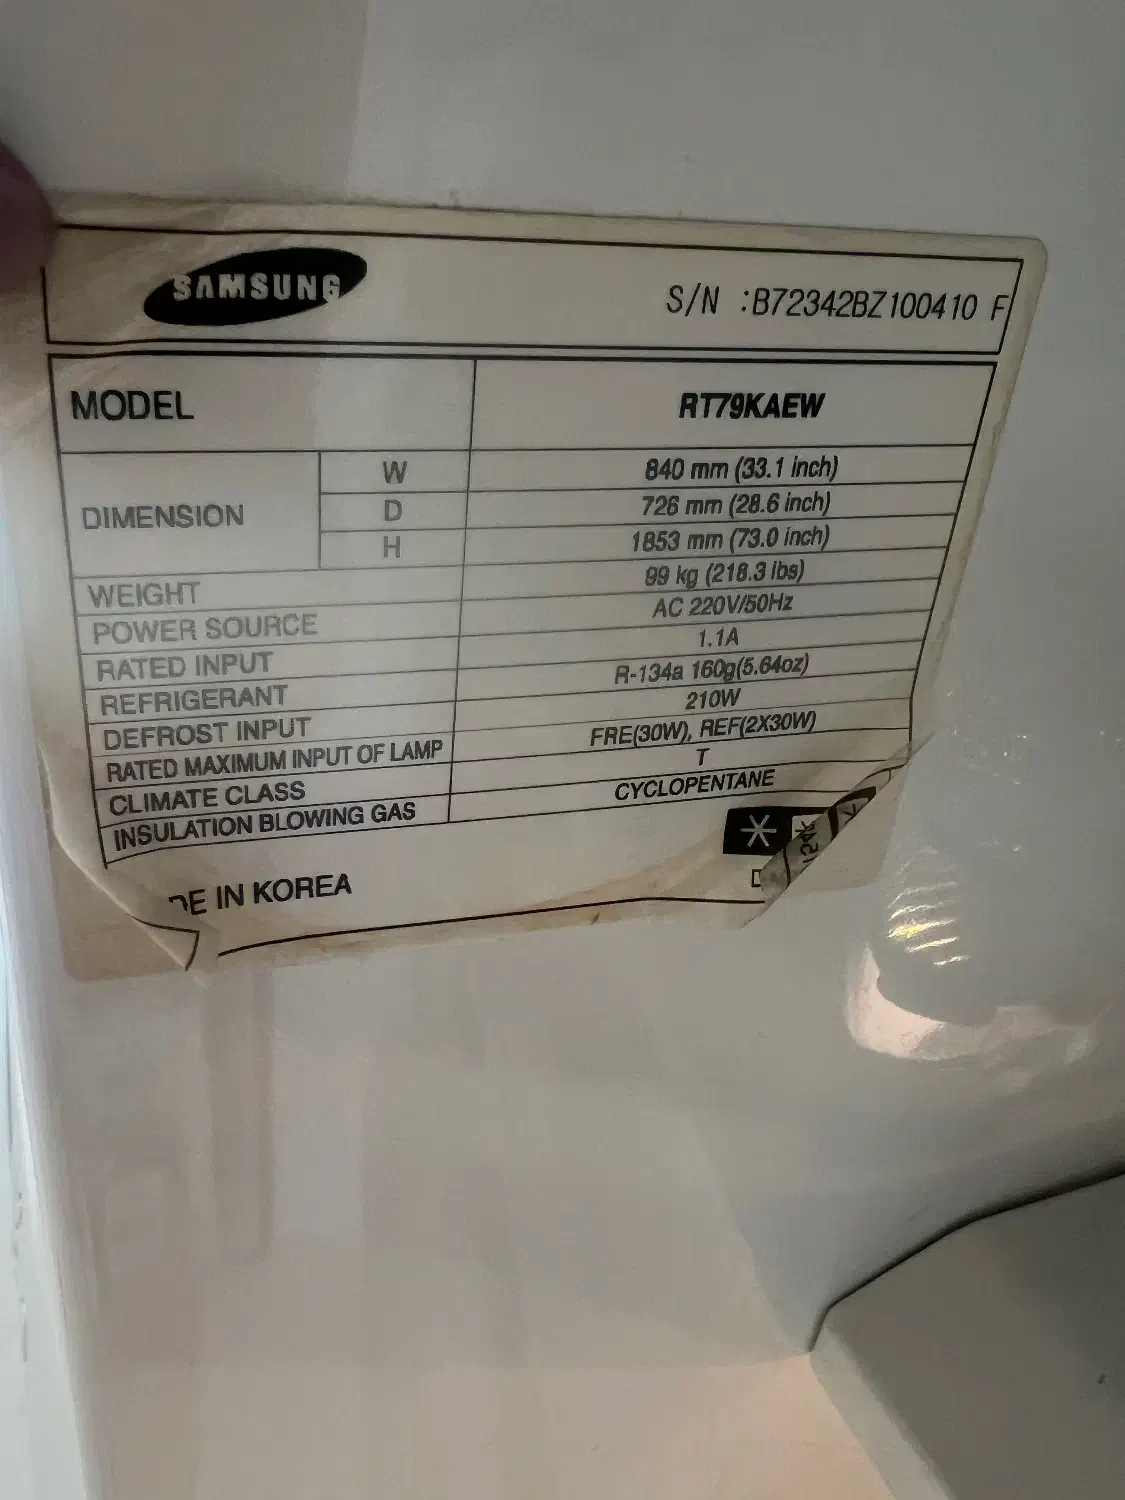 SAMSUNG
S/N :B72342BZ100410 F
MODEL RT79KAEW
DIMENSION
W 840 mm (33.1 inch)
D 726 mm (28.6 inch)
H 1853 mm (73.0 inch)
WEIGHT 99 kg (218.3 lbs)
POWER SOURCE AC 220V/50Hz
RATED INPUT 1.1A
REFRIGERANT R-134a 160g(5.64oz)
DEFROST INPUT 210W
RATED MAXIMUM INPUT OF LAMP FRE(30W), REF(2X30W)
CLIMATE CLASS T
INSULATION BLOWING GAS CYCLOPENTANE
IN KOREA